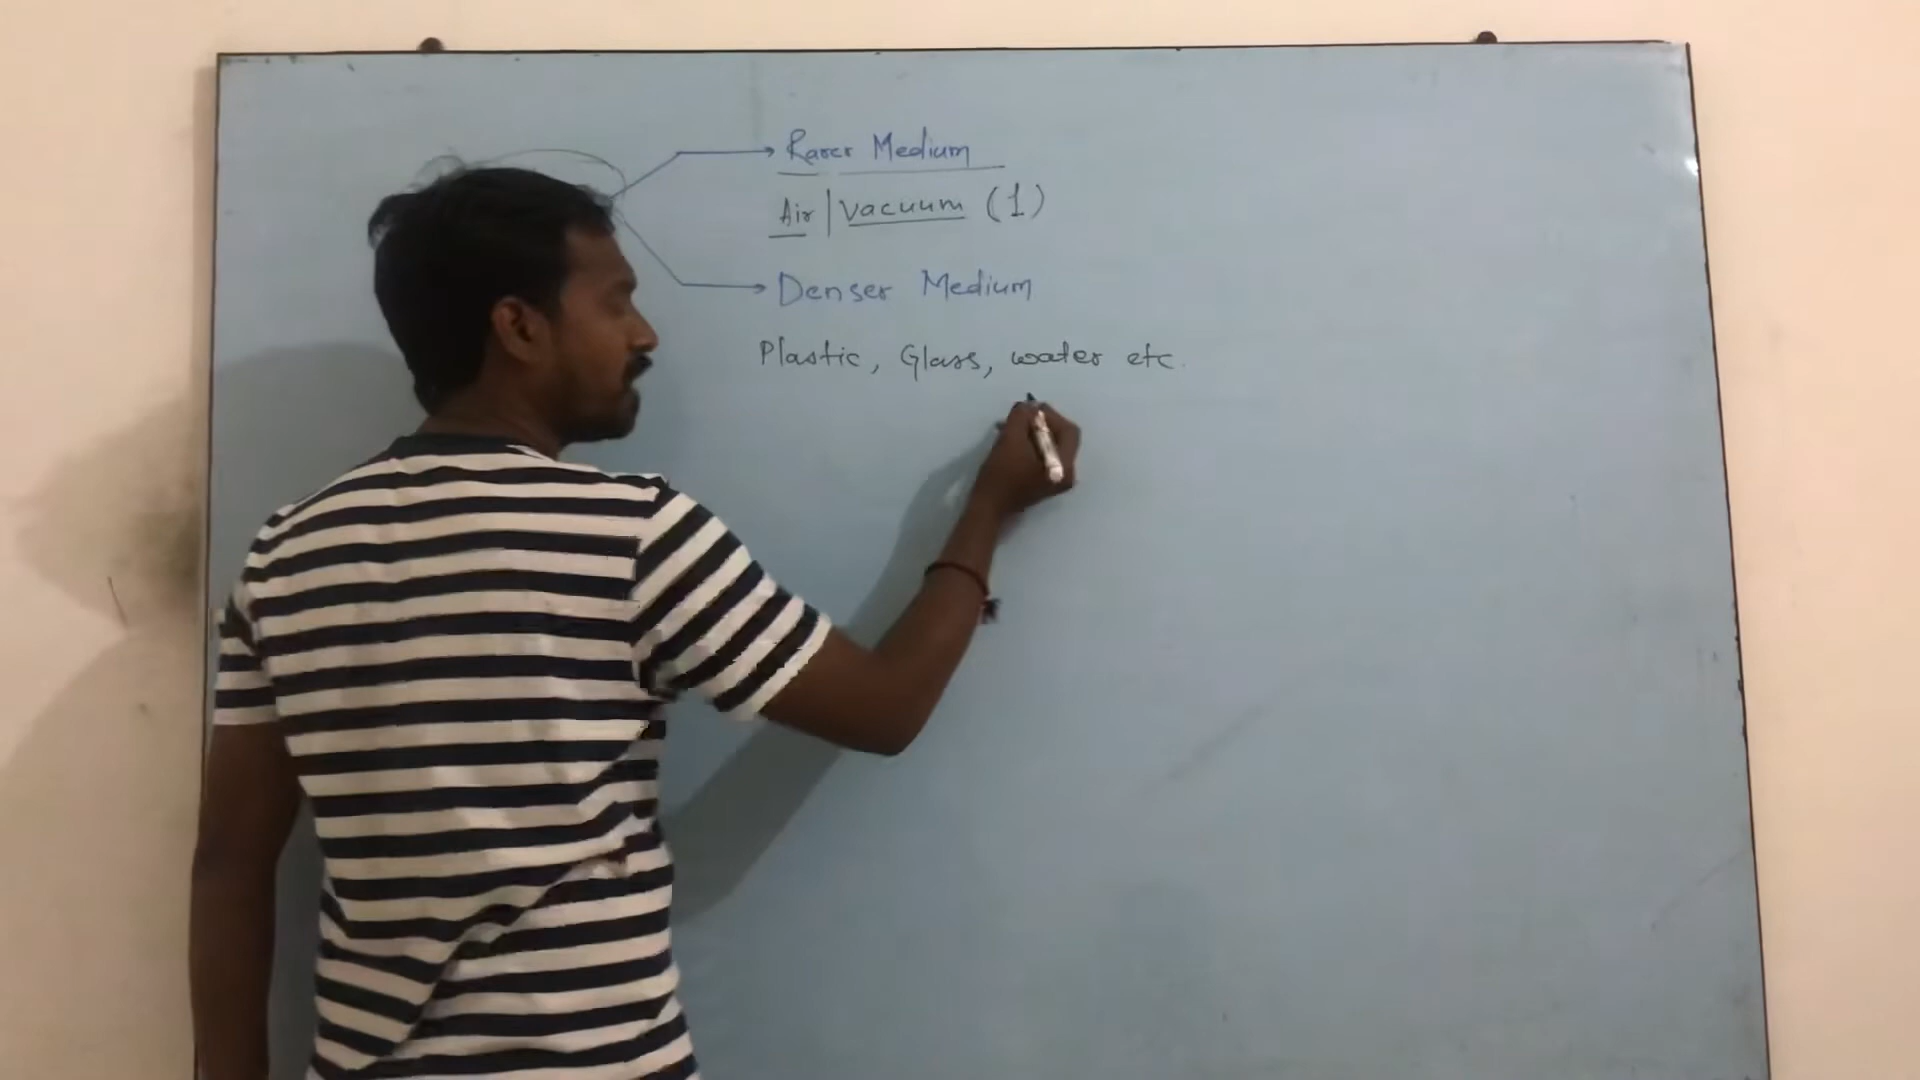 Rarer Medium
Air | Vacuum (1)
Denser Medium
Plastic, Glass, water etc.